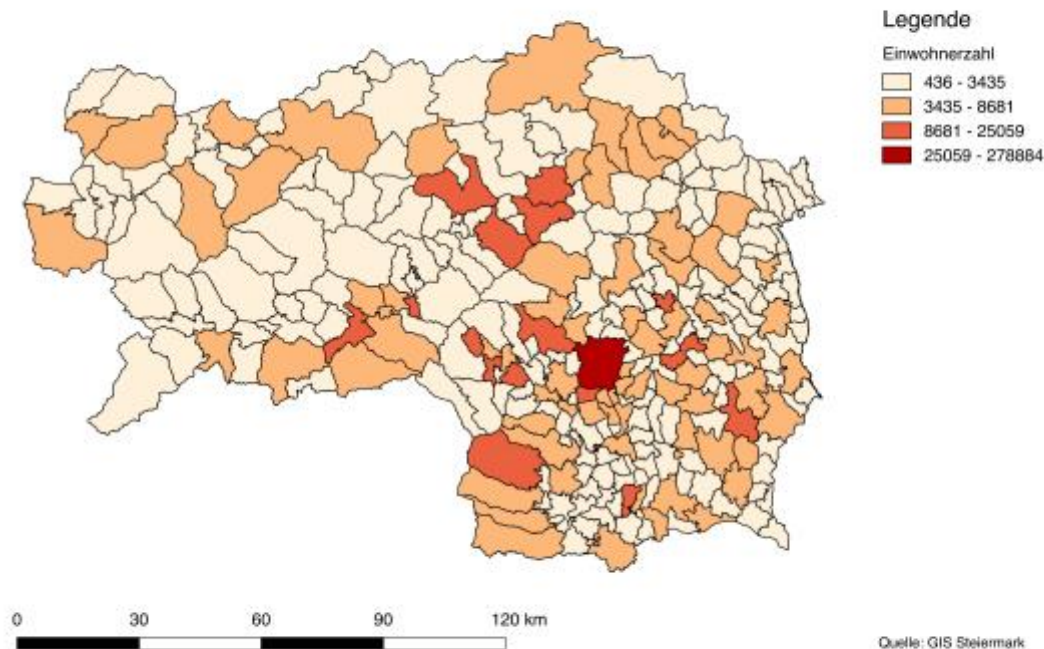 Legende
Einwohnerzahl
436 - 3435
3435 - 8681
8681 - 25059
25059 - 278884
0 30 60 90 120 km
Quelle: GIS Steiermark